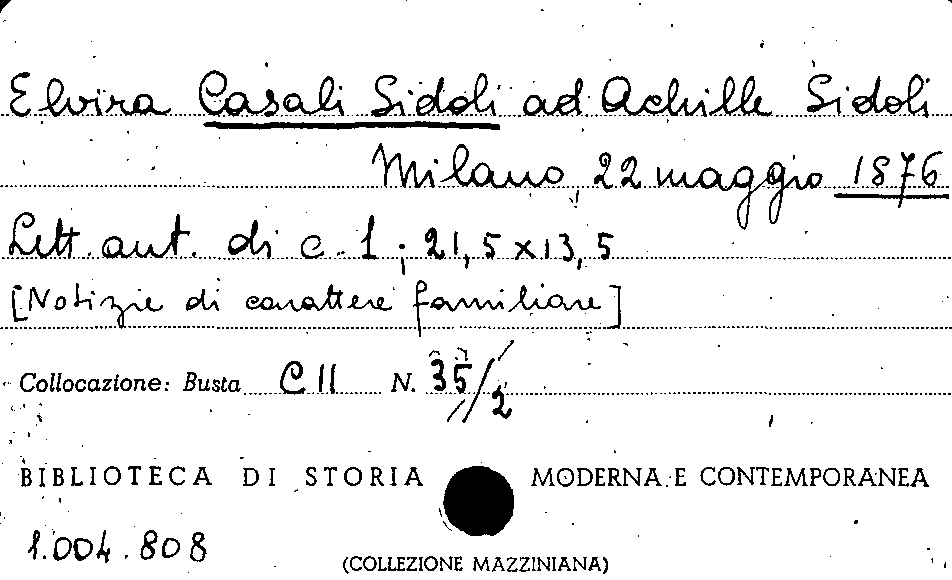 Elvira Casali Sidoli ad Achille Sidoli
Milano, 22 maggio 1876
Lett. aut. di c. 1 ; 21,5 x 13,5
[Notizie di carattere familiare]
Collocazione: Busta C II N. 35/2
BIBLIOTECA DI STORIA MODERNA E CONTEMPORANEA
1.004.808
(COLLEZIONE MAZZINIANA)